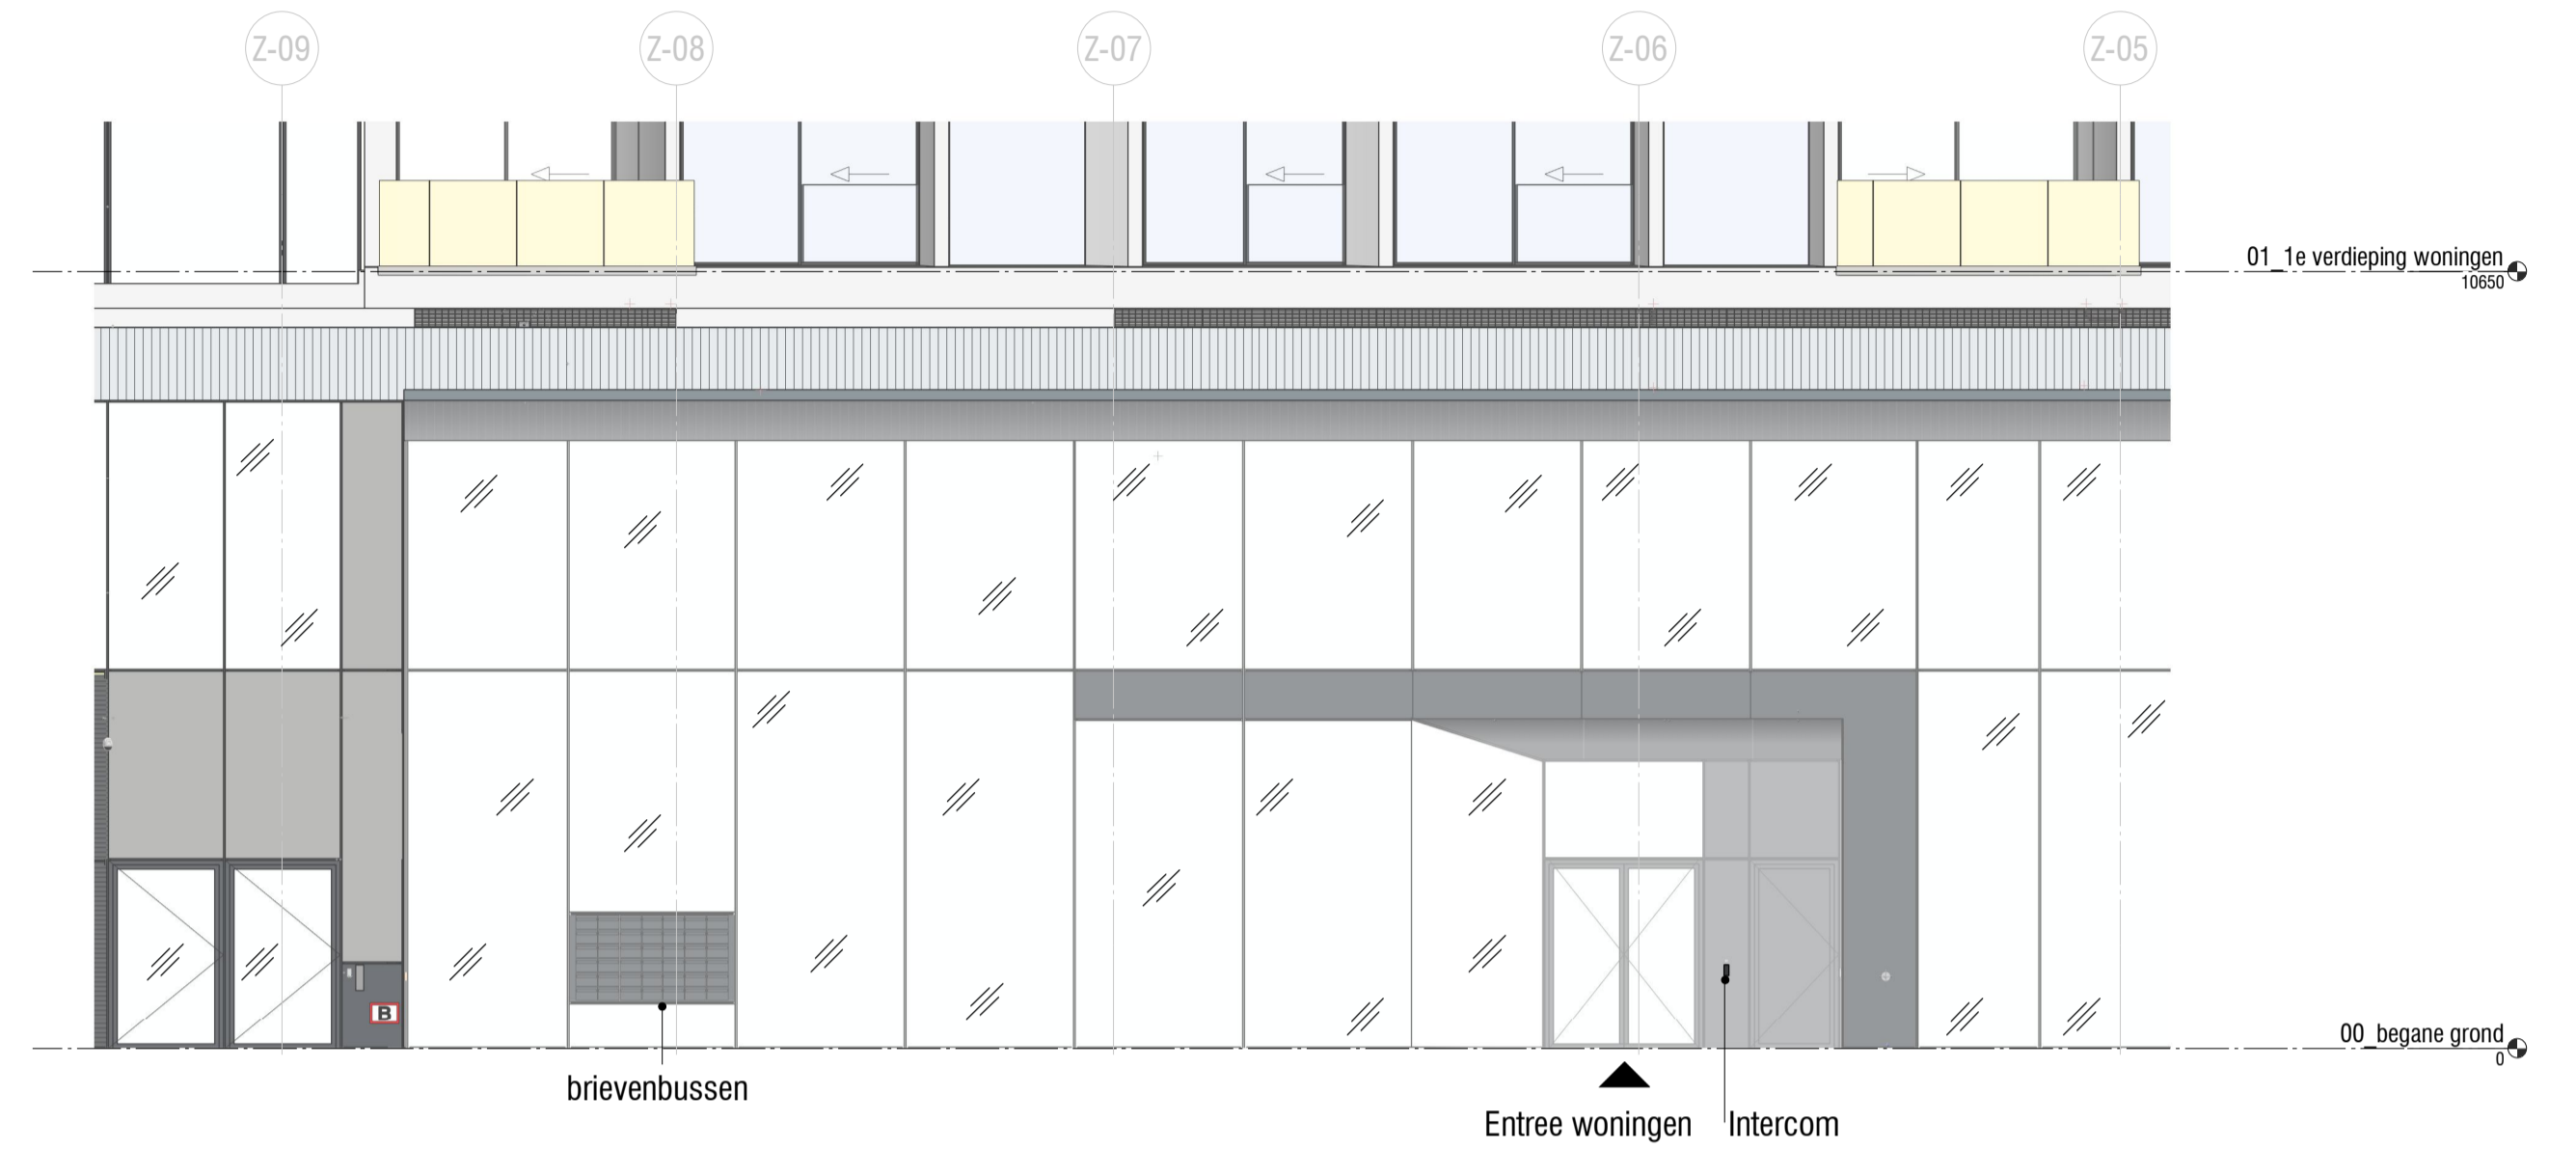 Z-09
Z-08
Z-07
Z-06
Z-05
01_1e verdieping woningen
10650
00_begane grond
0
B
brievenbussen
Entree woningen
Intercom